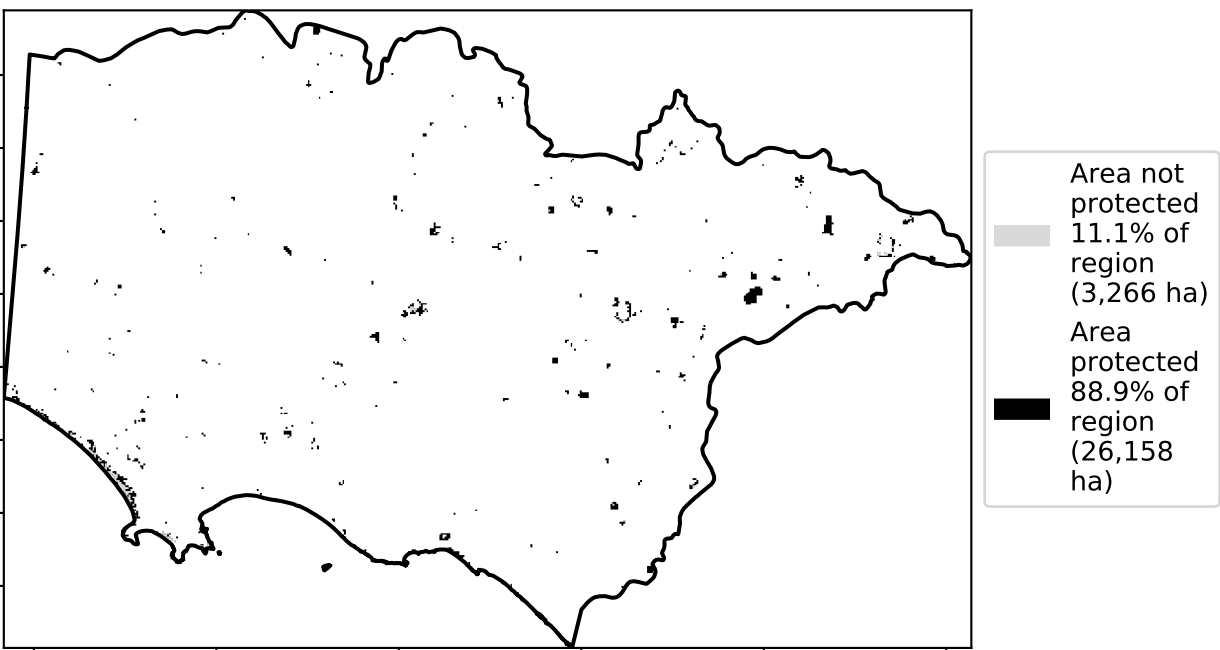 Area not
protected
11.1% of
region
(3,266 ha)
Area
protected
88.9% of
region
(26,158
ha)